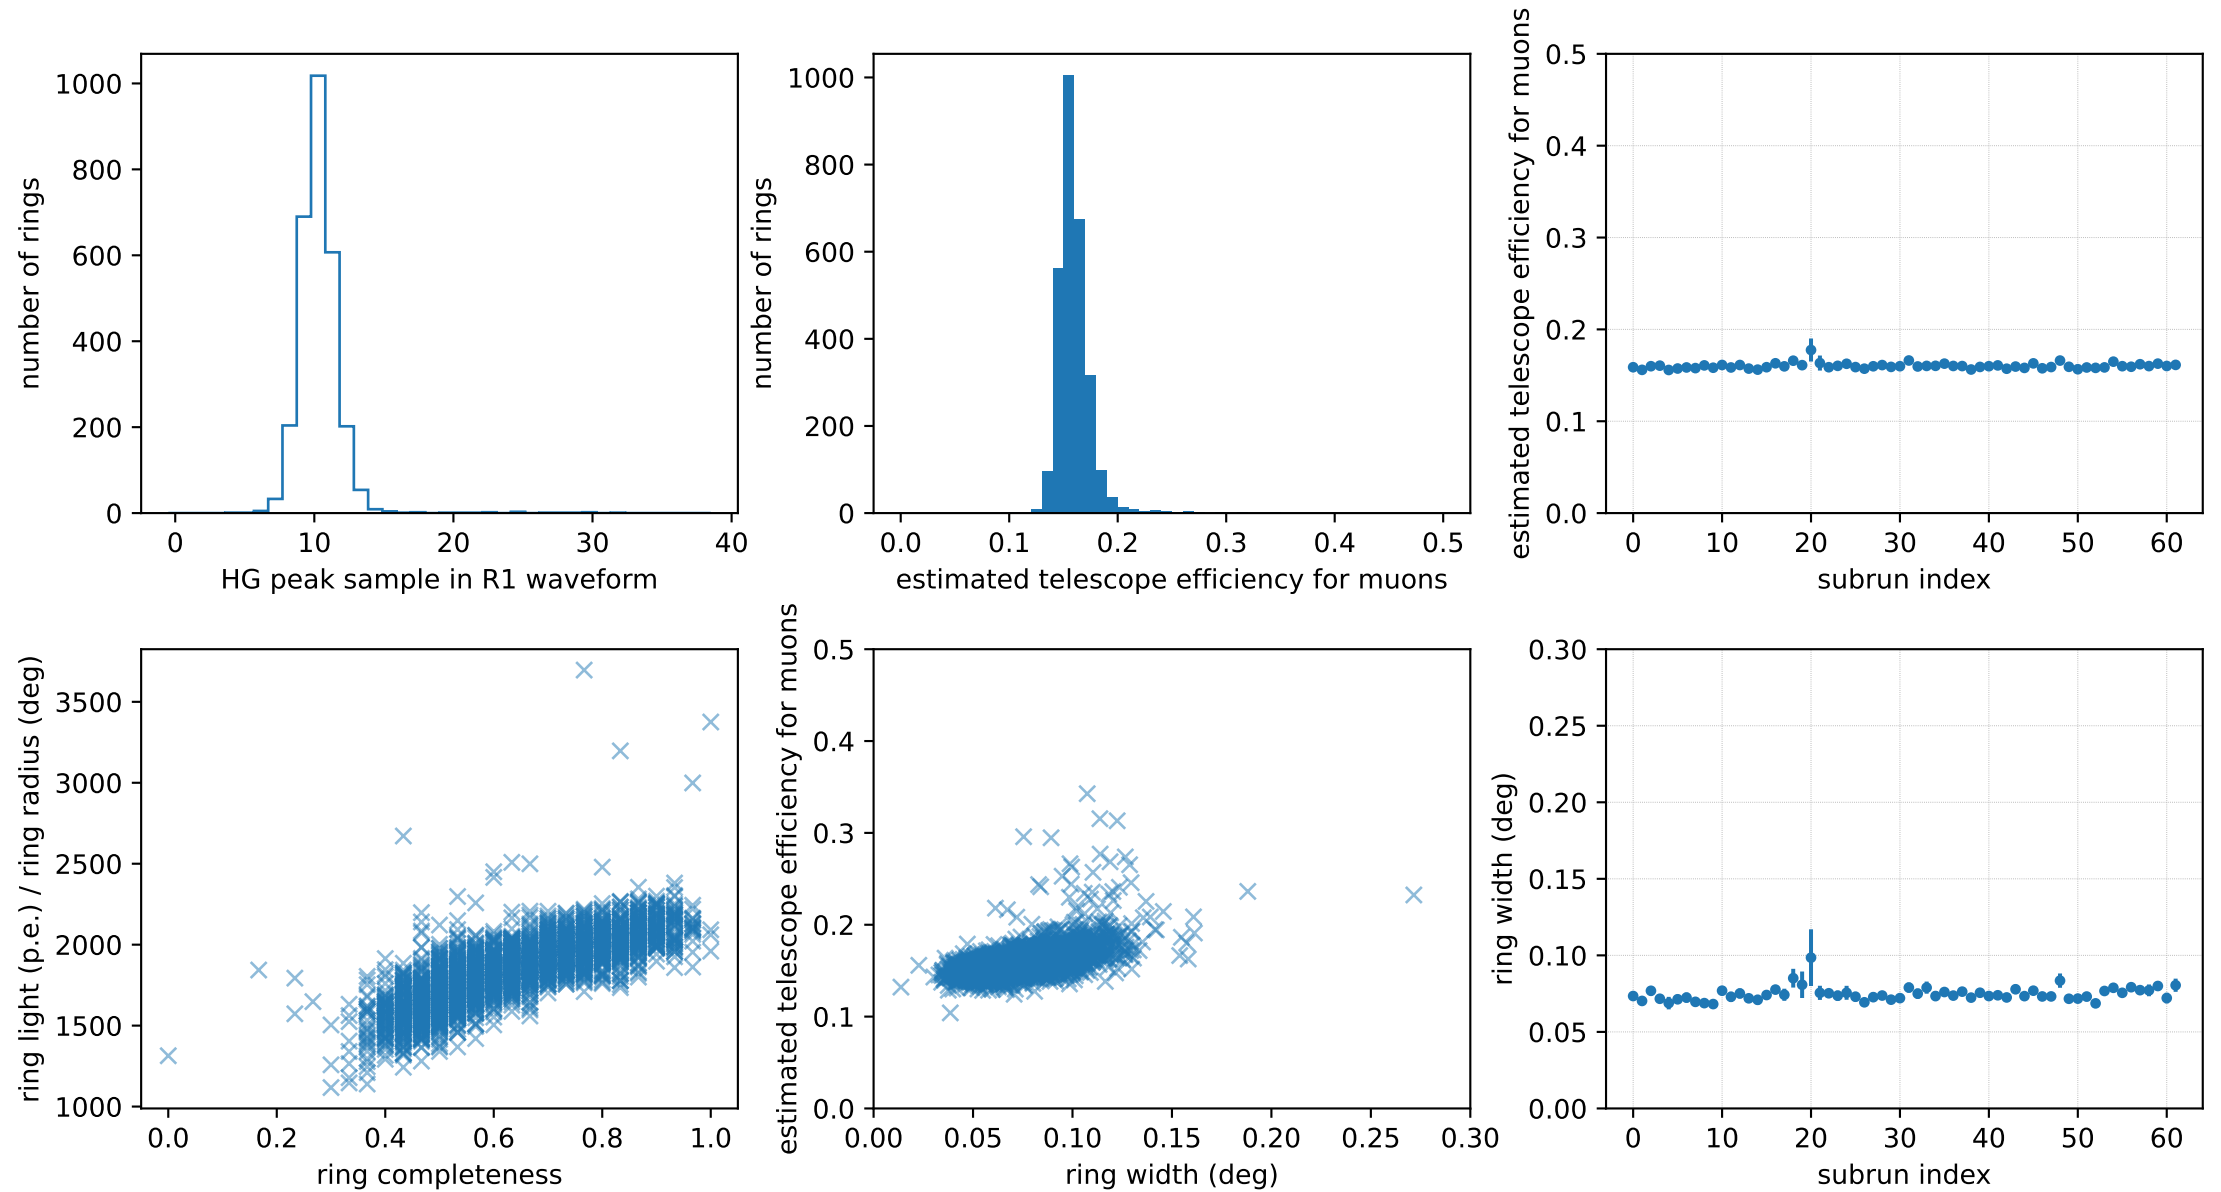 1000
800
600
400
200
0
number of rings
0 10 20 30 40
HG peak sample in R1 waveform
1000
800
600
400
200
0
number of rings
0.0 0.1 0.2 0.3 0.4 0.5
estimated telescope efficiency for muons
0.5
0.4
0.3
0.2
0.1
0.0
estimated telescope efficiency for muons
0 10 20 30 40 50 60
subrun index
3500
3000
2500
2000
1500
1000
ring light (p.e.) / ring radius (deg)
0.0 0.2 0.4 0.6 0.8 1.0
ring completeness
0.5
0.4
0.3
0.2
0.1
0.0
estimated telescope efficiency for muons
0.00 0.05 0.10 0.15 0.20 0.25 0.30
ring width (deg)
0.30
0.25
0.20
0.15
0.10
0.05
0.00
ring width (deg)
0 10 20 30 40 50 60
subrun index